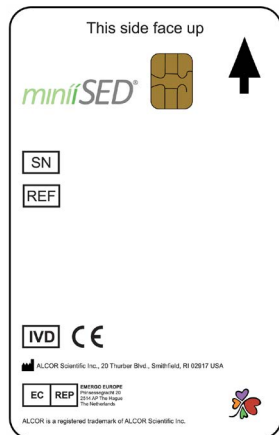 This side face up
miniiSED®
SN
REF
IVD CE
ALCOR Scientific Inc., 20 Thurber Blvd., Smithfield, RI 02917 USA
EC REP
EMERGO EUROPE
Prinsessegracht 20
2514 AP The Hague
The Netherlands
ALCOR is a registered trademark of ALCOR Scientific Inc.